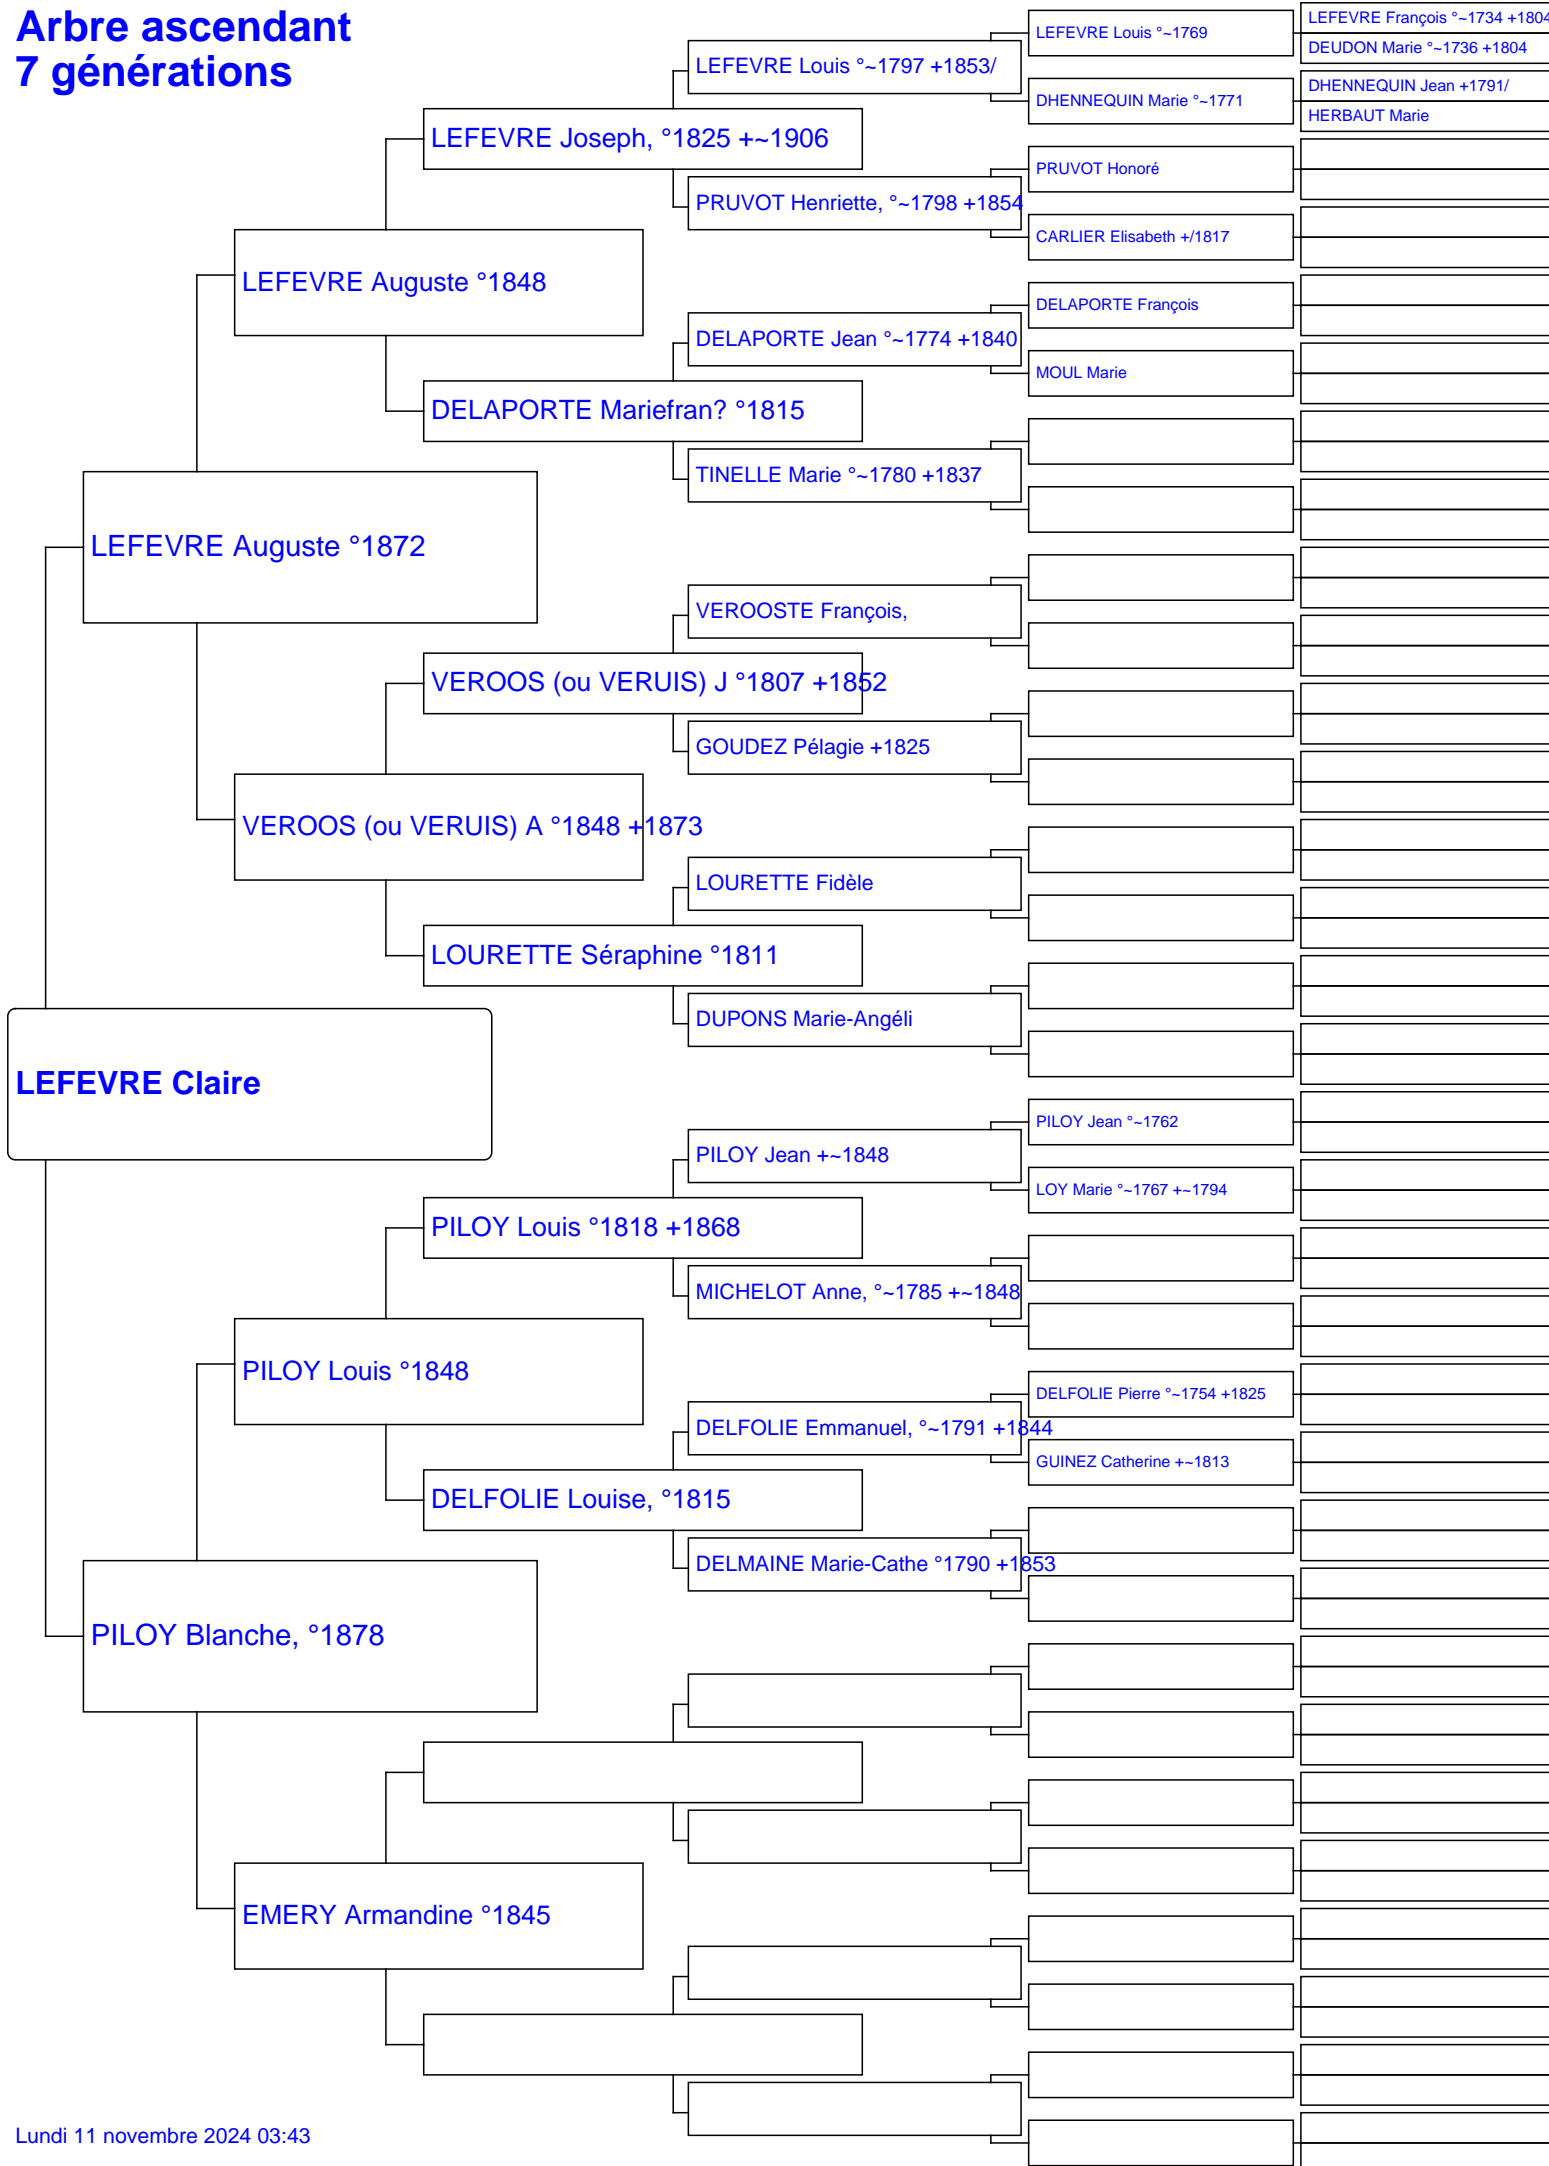 Arbre ascendant
7 générations
LEFEVRE Claire
LEFEVRE Auguste °1872
PILOY Blanche, °1878
LEFEVRE Auguste °1848
VEROOS (ou VERUIS) A °1848 +1873
PILOY Louis °1848
EMERY Armandine °1845
LEFEVRE Joseph, °1825 +~1906
DELAPORTE Mariefran? °1815
VEROOS (ou VERUIS) J °1807 +1852
LOURETTE Séraphine °1811
PILOY Louis °1818 +1868
DELFOLIE Louise, °1815
LEFEVRE Louis °~1797 +1853/
PRUVOT Henriette, °~1798 +1854
DELAPORTE Jean °~1774 +1840
TINELLE Marie °~1780 +1837
VEROOSTE François,
GOUDEZ Pélagie +1825
LOURETTE Fidèle
DUPONS Marie-Angéli
PILOY Jean +~1848
MICHELOT Anne, °~1785 +~1848
DELFOLIE Emmanuel, °~1791 +1844
DELMAINE Marie-Cathe °1790 +1853
LEFEVRE Louis °~1769
DHENNEQUIN Marie °~1771
PRUVOT Honoré
CARLIER Elisabeth +/1817
DELAPORTE François
MOUL Marie
PILOY Jean °~1762
LOY Marie °~1767 +~1794
DELFOLIE Pierre °~1754 +1825
GUINEZ Catherine +~1813
LEFEVRE François °~1734 +1804
DEUDON Marie °~1736 +1804
DHENNEQUIN Jean +1791/
HERBAUT Marie
Lundi 11 novembre 2024 03:43